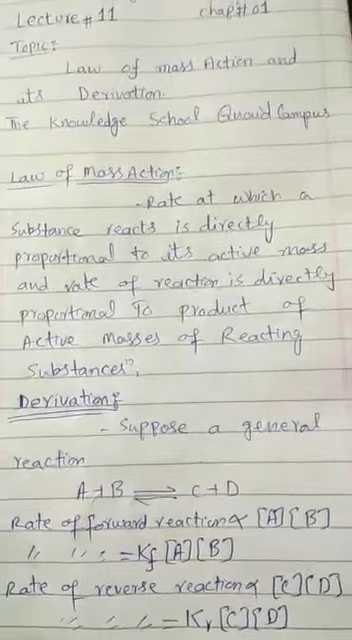 Lecture # 11 chap# 01
Topic:
Law of mass Action and
its Derivation.
The Knowledge School Quaid Campus
Law of Mass Action:
- Rate at which a
Substance reacts is directly
proportional to its active mass
and rate of reaction is directly
proportional To product of
Active Masses of Reacting
Substances",
Derivation:
- Suppose a general
reaction
A+B ⇌ C+D
Rate of forward reaction ∝ [A][B]
〃 〃 〃 = Kf [A][B]
Rate of reverse reaction ∝ [C][D]
〃 〃 〃 〃 = Kr [C][D]